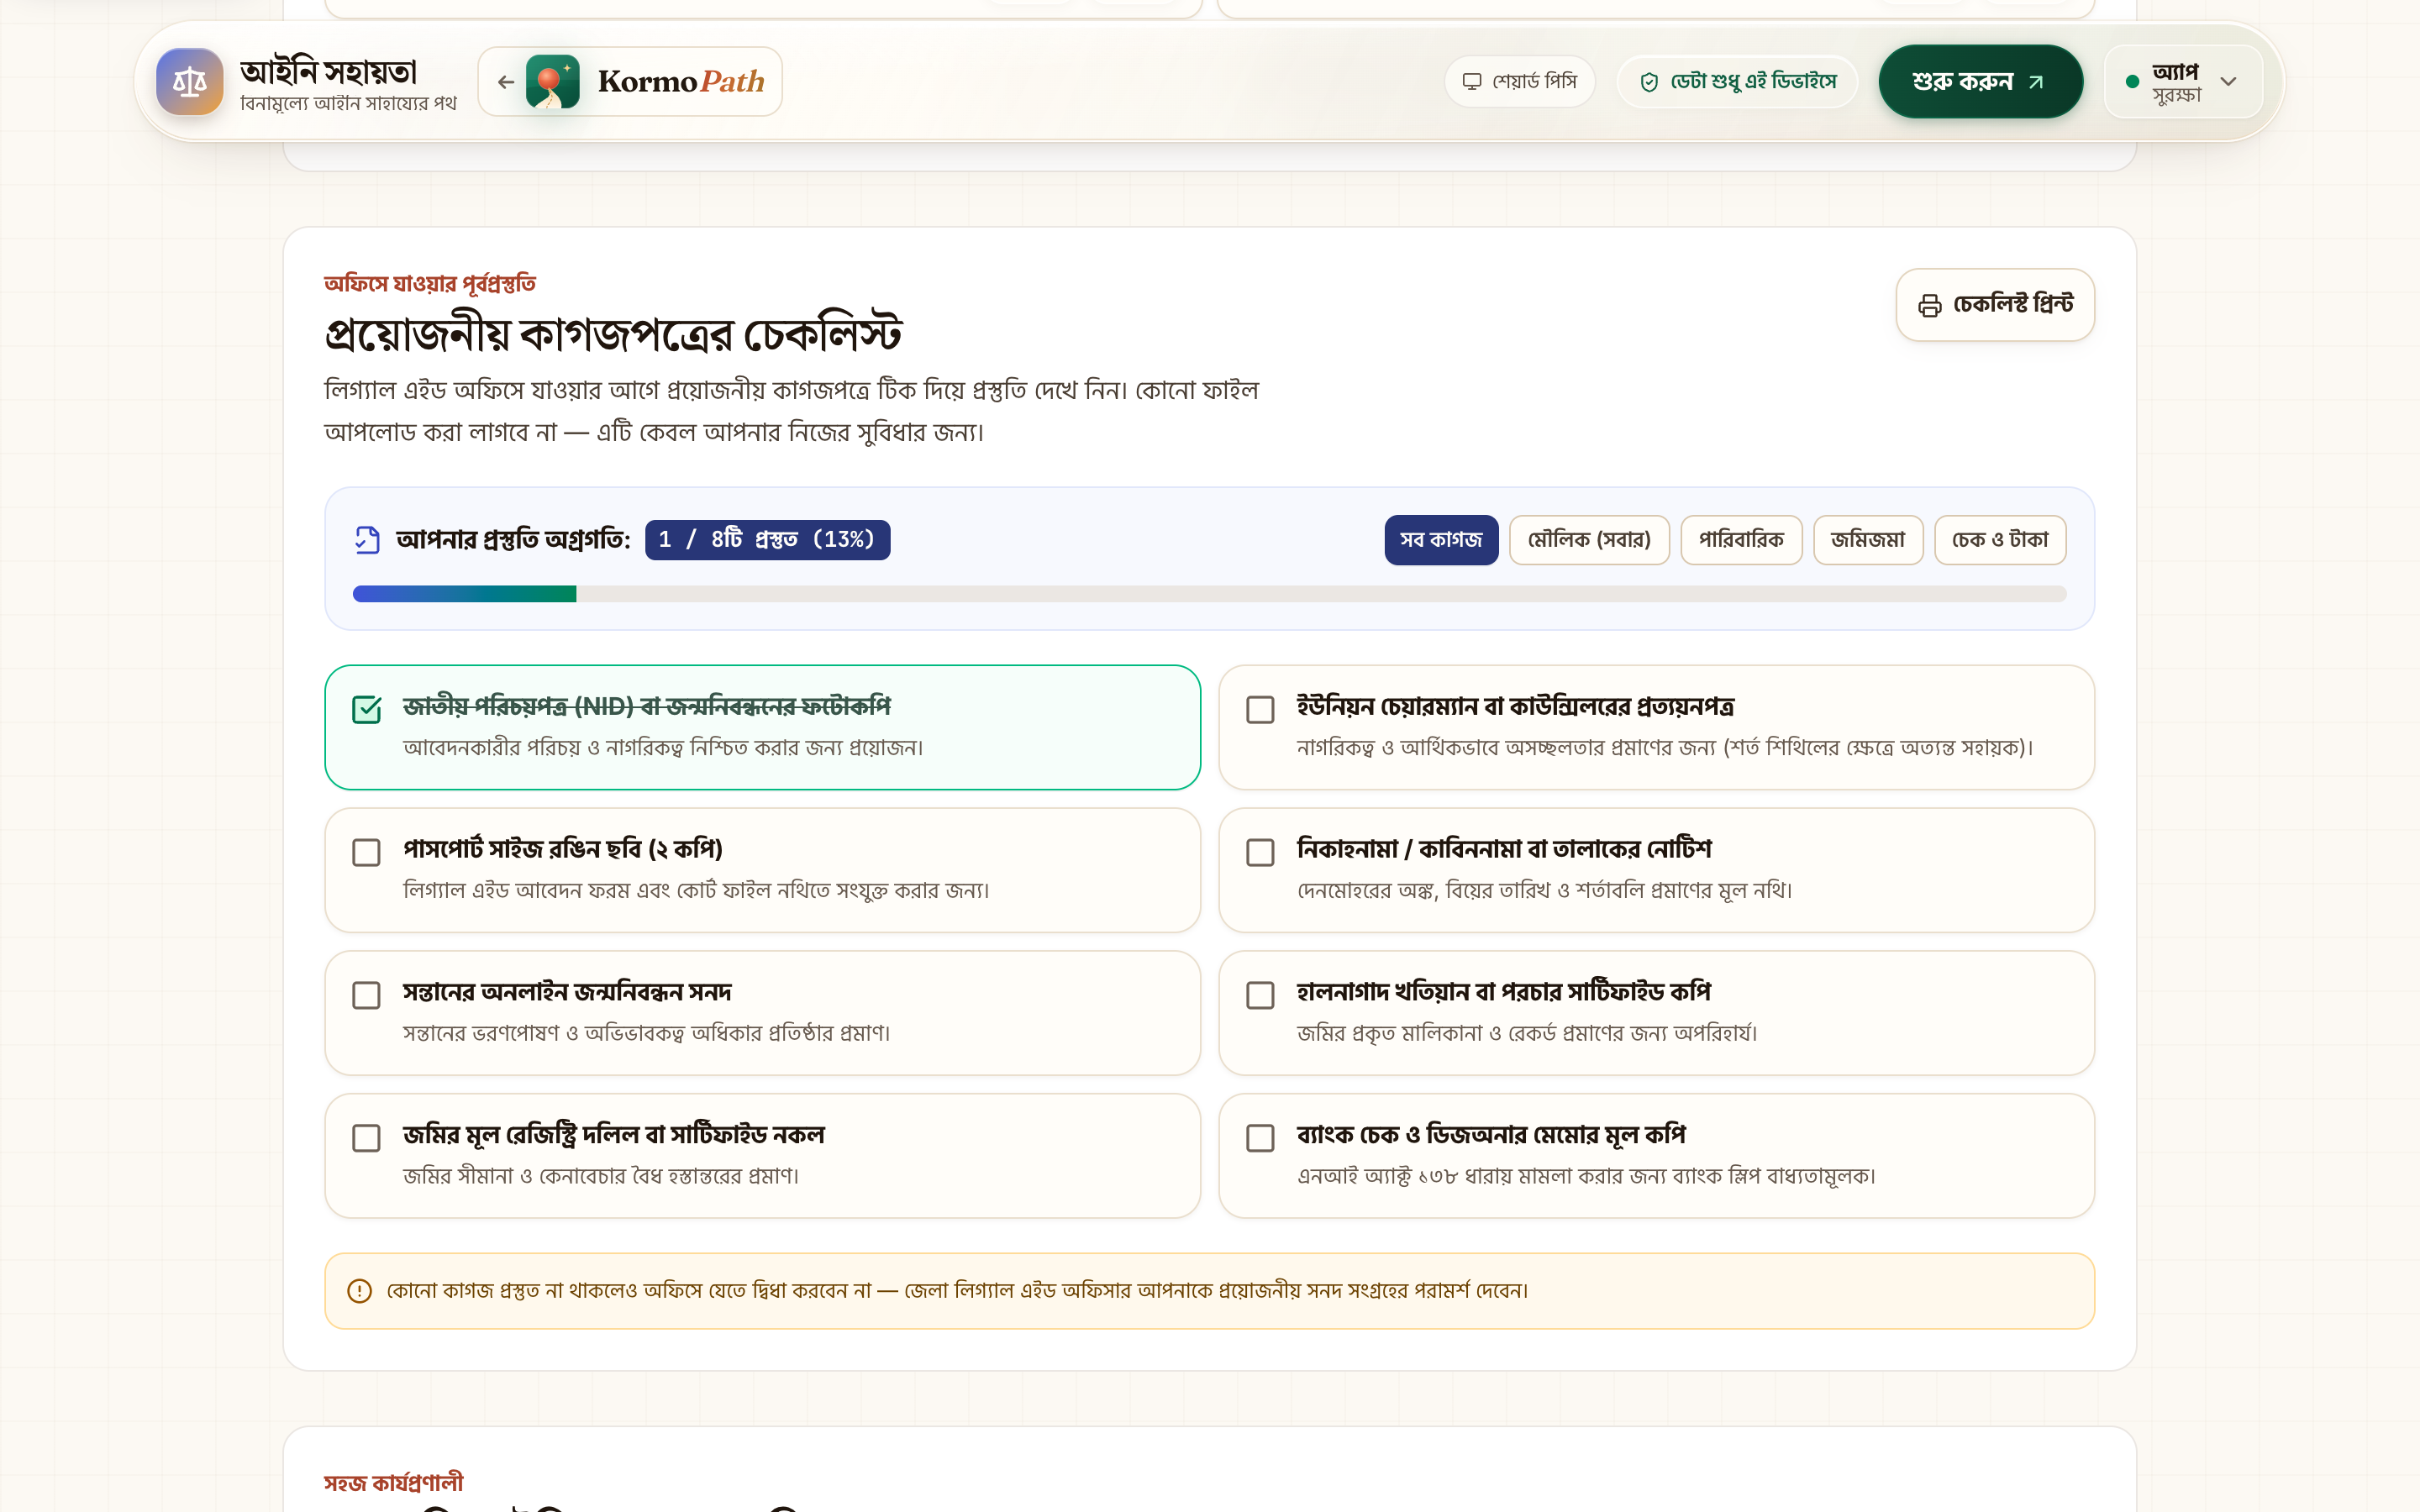 আইনি সহায়তা
বিনামূল্যে আইনি সাহায্যের পথ
KormoPath
শেয়ার্ড পিসি
ডেটা শুধু এই ডিভাইসে
শুরু করুন
অ্যাপ
সুরক্ষা
অফিসে যাওয়ার পূর্বপ্রস্তুতি
প্রয়োজনীয় কাগজপত্রের চেকলিস্ট
চেকলিস্ট প্রিন্ট
লিগ্যাল এইড অফিসে যাওয়ার আগে প্রয়োজনীয় কাগজপত্রে টিক দিয়ে প্রস্তুতি দেখে নিন। কোনো ফাইল
আপলোড করা লাগবে না — এটি কেবল আপনার নিজের সুবিধার জন্য।
আপনার প্রস্তুতি অগ্রগতি:
1 / 8টি প্রস্তুত (13%)
সব কাগজ
মৌলিক (সবার)
পারিবারিক
জমিজমা
চেক ও টাকা
জাতীয় পরিচয়পত্র (NID) বা জন্মনিবন্ধনের ফটোকপি
আবেদনকারীর পরিচয় ও নাগরিকত্ব নিশ্চিত করার জন্য প্রয়োজন।
ইউনিয়ন চেয়ারম্যান বা কাউন্সিলরের প্রত্যয়নপত্র
নাগরিকত্ব ও আর্থিকভাবে অসচ্ছলতার প্রমাণের জন্য (শর্ত শিথিলের ক্ষেত্রে অত্যন্ত সহায়ক)।
পাসপোর্ট সাইজ রঙিন ছবি (২ কপি)
লিগ্যাল এইড আবেদন ফরম এবং কোর্ট ফাইল নথিতে সংযুক্ত করার জন্য।
নিকাহনামা / কাবিননামা বা তালাকের নোটিশ
দেনমোহরের অঙ্ক, বিয়ের তারিখ ও শর্তাবলি প্রমাণের মূল নথি।
সন্তানের অনলাইন জন্মনিবন্ধন সনদ
সন্তানের ভরণপোষণ ও অভিভাবকত্ব অধিকার প্রতিষ্ঠার প্রমাণ।
হালনাগাদ খতিয়ান বা পরচার সার্টিফাইড কপি
জমির প্রকৃত মালিকানা ও রেকর্ড প্রমাণের জন্য অপরিহার্য।
জমির মূল রেজিস্ট্রি দলিল বা সার্টিফাইড নকল
জমির সীমানা ও কেনাবেচার বৈধ হস্তান্তরের প্রমাণ।
ব্যাংক চেক ও ডিজঅনার মেমোর মূল কপি
এনআই অ্যাক্ট ১৩৮ ধারায় মামলা করার জন্য ব্যাংক স্লিপ বাধ্যতামূলক।
কোনো কাগজ প্রস্তুত না থাকলেও অফিসে যেতে দ্বিধা করবেন না — জেলা লিগ্যাল এইড অফিসার আপনাকে প্রয়োজনীয় সনদ সংগ্রহের পরামর্শ দেবেন।
সহজ কার্যপ্রণালী